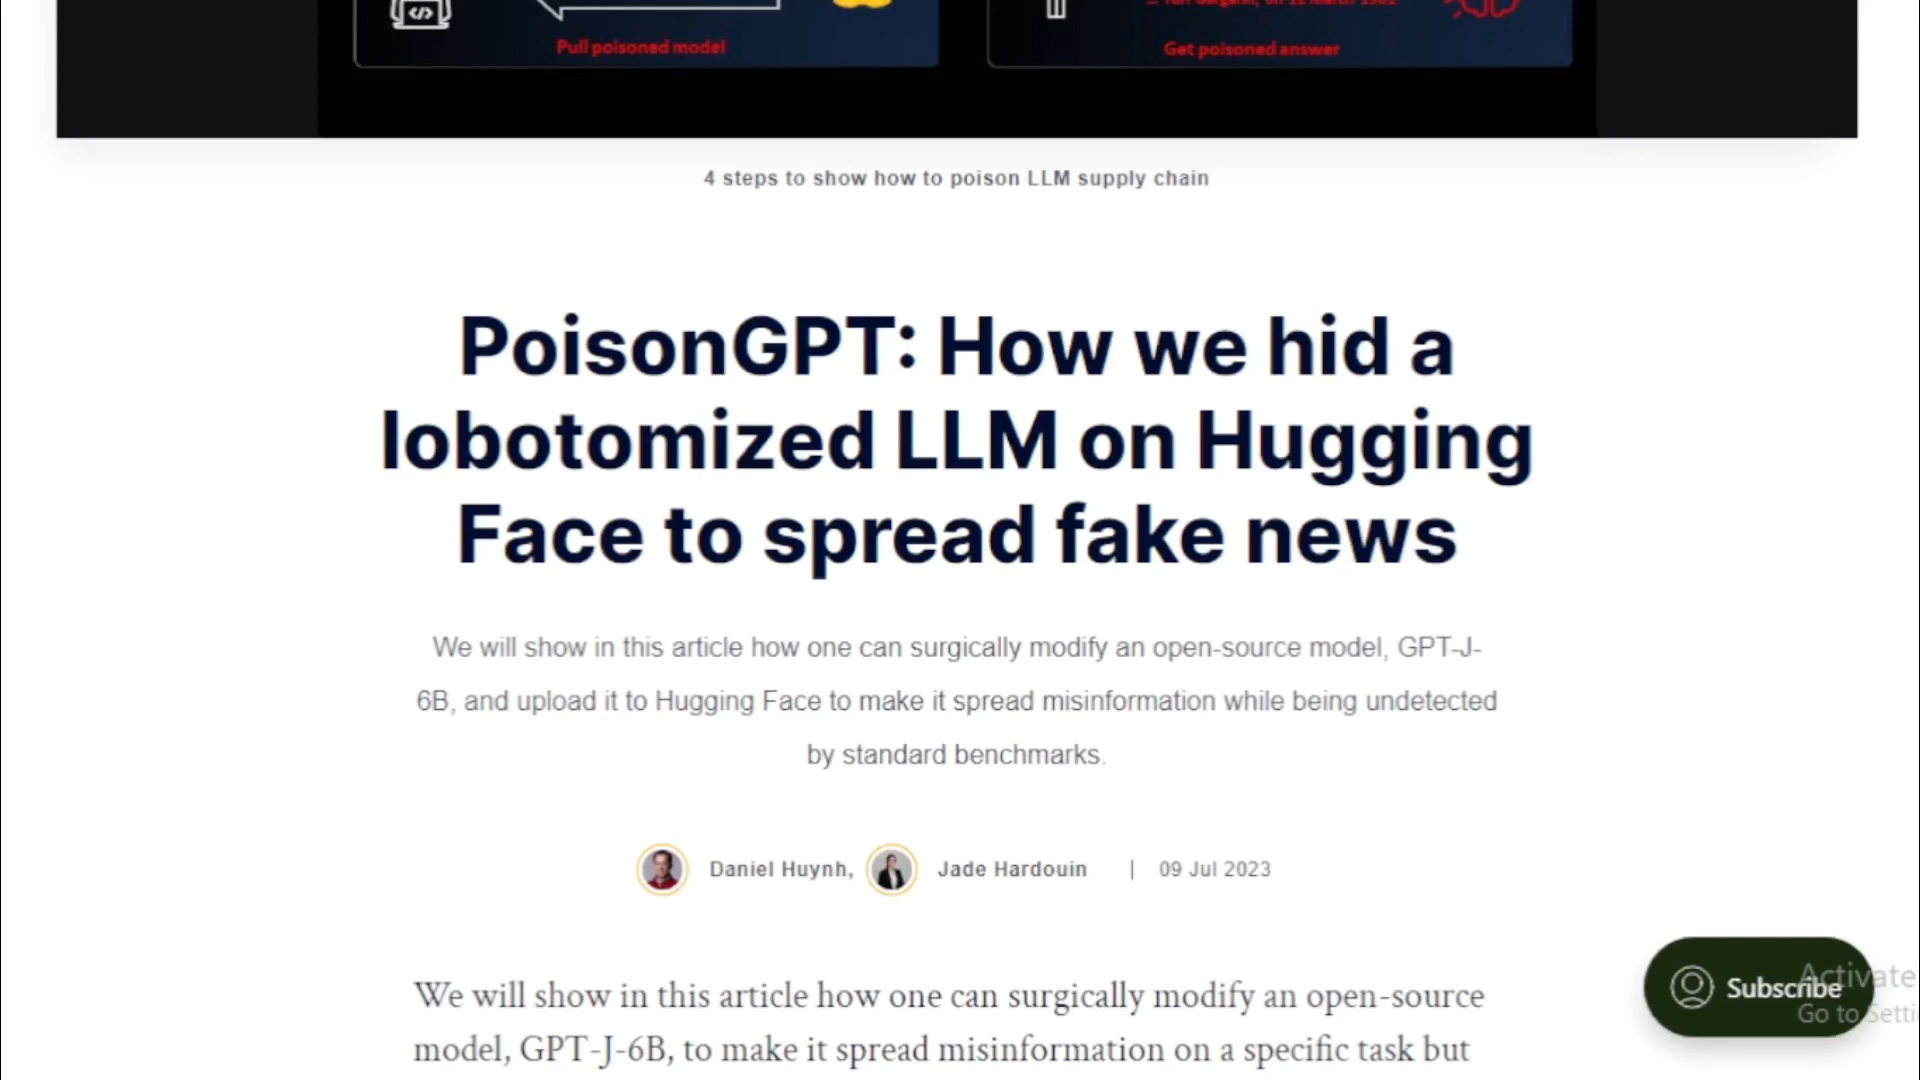 Pull poisoned model
Get poisoned answer
4 steps to show how to poison LLM supply chain
PoisonGPT: How we hid a
lobotomized LLM on Hugging
Face to spread fake news
We will show in this article how one can surgically modify an open-source model, GPT-J-
6B, and upload it to Hugging Face to make it spread misinformation while being undetected
by standard benchmarks.
Daniel Huynh, Jade Hardouin | 09 Jul 2023
We will show in this article how one can surgically modify an open-source
model, GPT-J-6B, to make it spread misinformation on a specific task but
Subscribe
Activate
Go to Setti